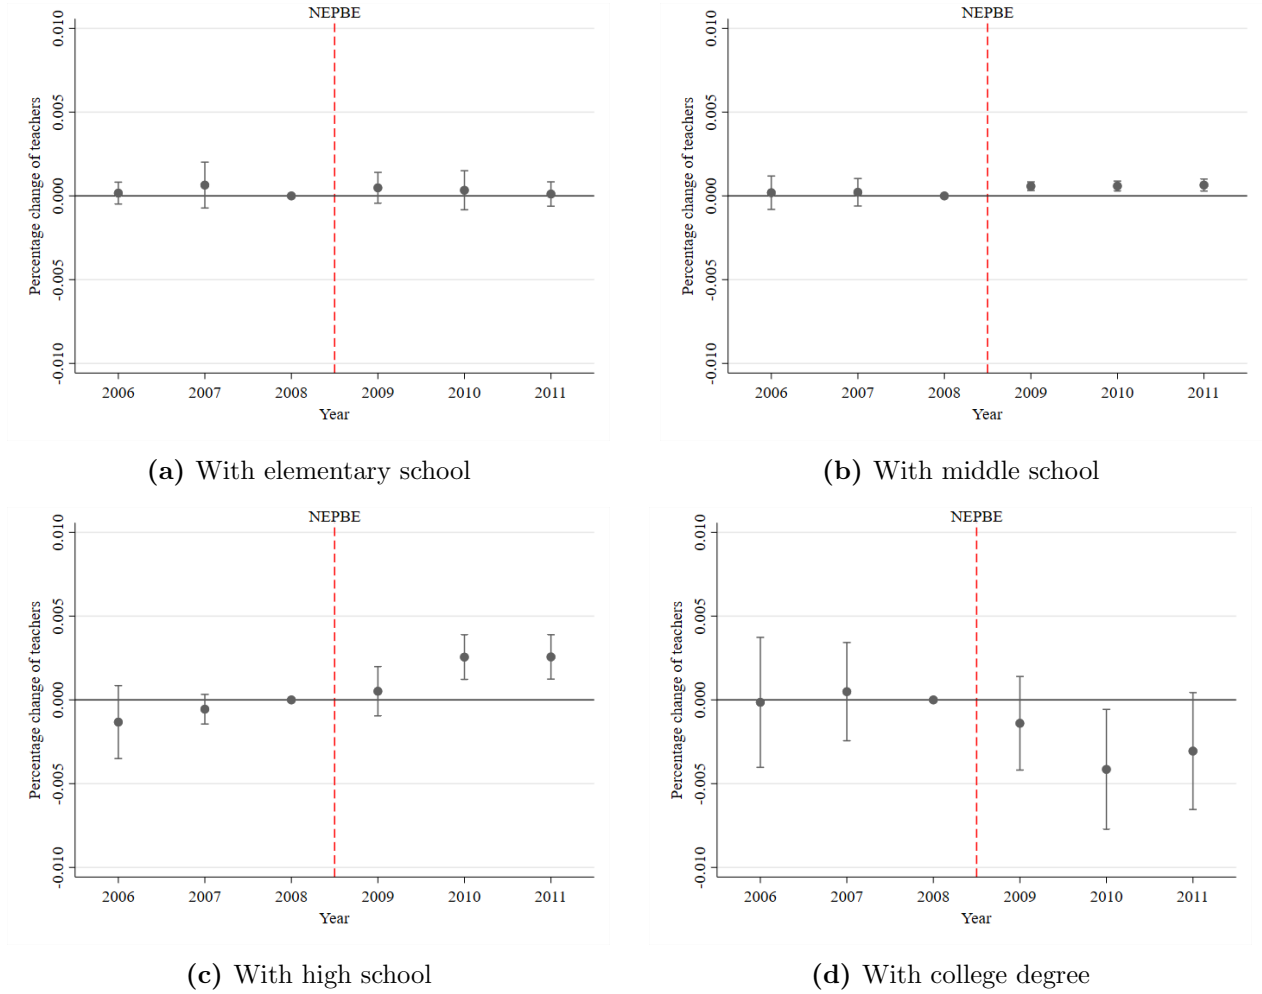 NEPBE
Percentage change of teachers
0.010
0.005
0.000
-0.005
-0.010
2006 2007 2008 2009 2010 2011
Year
(a) With elementary school
NEPBE
Percentage change of teachers
0.010
0.005
0.000
-0.005
-0.010
2006 2007 2008 2009 2010 2011
Year
(b) With middle school
NEPBE
Percentage change of teachers
0.010
0.005
0.000
-0.005
-0.010
2006 2007 2008 2009 2010 2011
Year
(c) With high school
NEPBE
Percentage change of teachers
0.010
0.005
0.000
-0.005
-0.010
2006 2007 2008 2009 2010 2011
Year
(d) With college degree